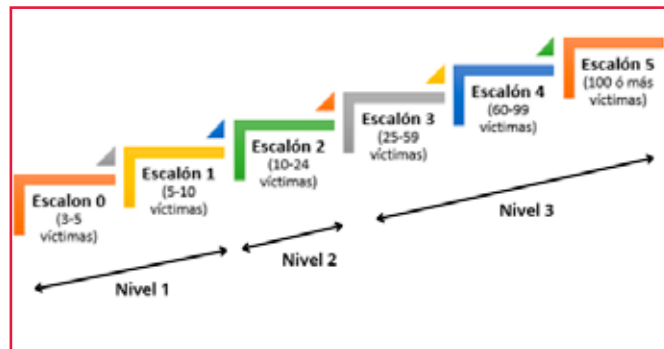 Escalon 0
(3-5
víctimas)
Escalón 1
(5-10
víctimas)
Escalón 2
(10-24
víctimas)
Escalón 3
(25-59
víctimas)
Escalón 4
(60-99
víctimas)
Escalón 5
(100 ó más
víctimas)
Nivel 1
Nivel 2
Nivel 3